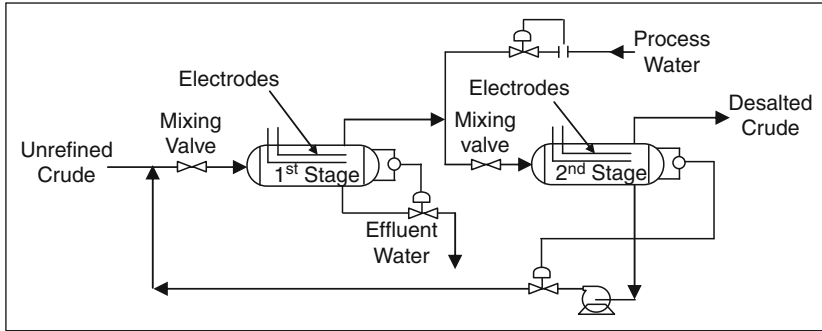 Process
Water
Electrodes
Electrodes
Desalted
Crude
Mixing
Valve
Mixing
valve
Unrefined
Crude
1st Stage
2nd Stage
Effluent
Water